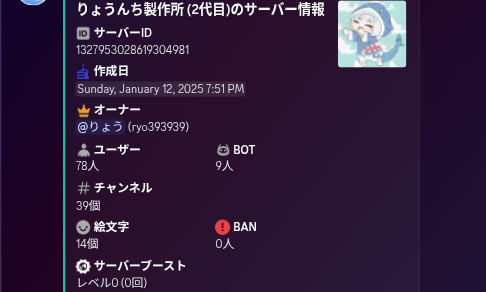 りょうんち製作所 (2代目)のサーバー情報
ID サーバーID
1327953028619304981
作成日
Sunday, January 12, 2025 7:51 PM
オーナー
@りょう (ryo393939)
ユーザー
78人
BOT
9人
チャンネル
39個
絵文字
14個
BAN
0人
サーバーブースト
レベル0 (0回)